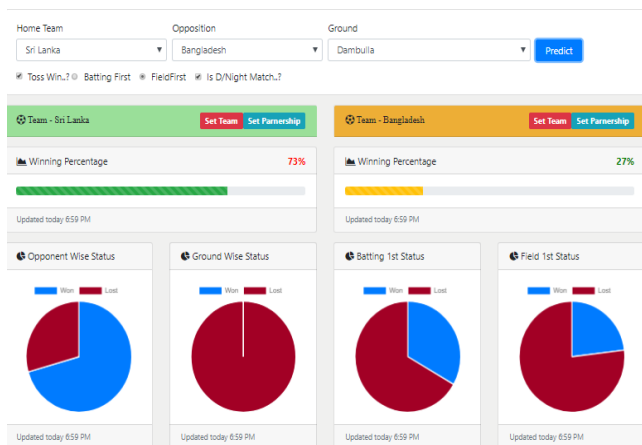 Home Team Opposition Ground
Sri Lanka Bangladesh Dambulla Predict
Toss Win..? Batting First FieldFirst Is D/Night Match..?
Team - Sri Lanka Set Team Set Parnership Team - Bangladesh Set Team Set Parnership
Winning Percentage 73% Winning Percentage 27%
Updated today 6:59 PM Updated today 6:59 PM
Opponent Wise Status Ground Wise Status Batting 1st Status Field 1st Status
Won Lost Won Lost Won Lost Won Lost
Updated today 6:59 PM Updated today 6:59 PM Updated today 6:59 PM Updated today 6:59 PM